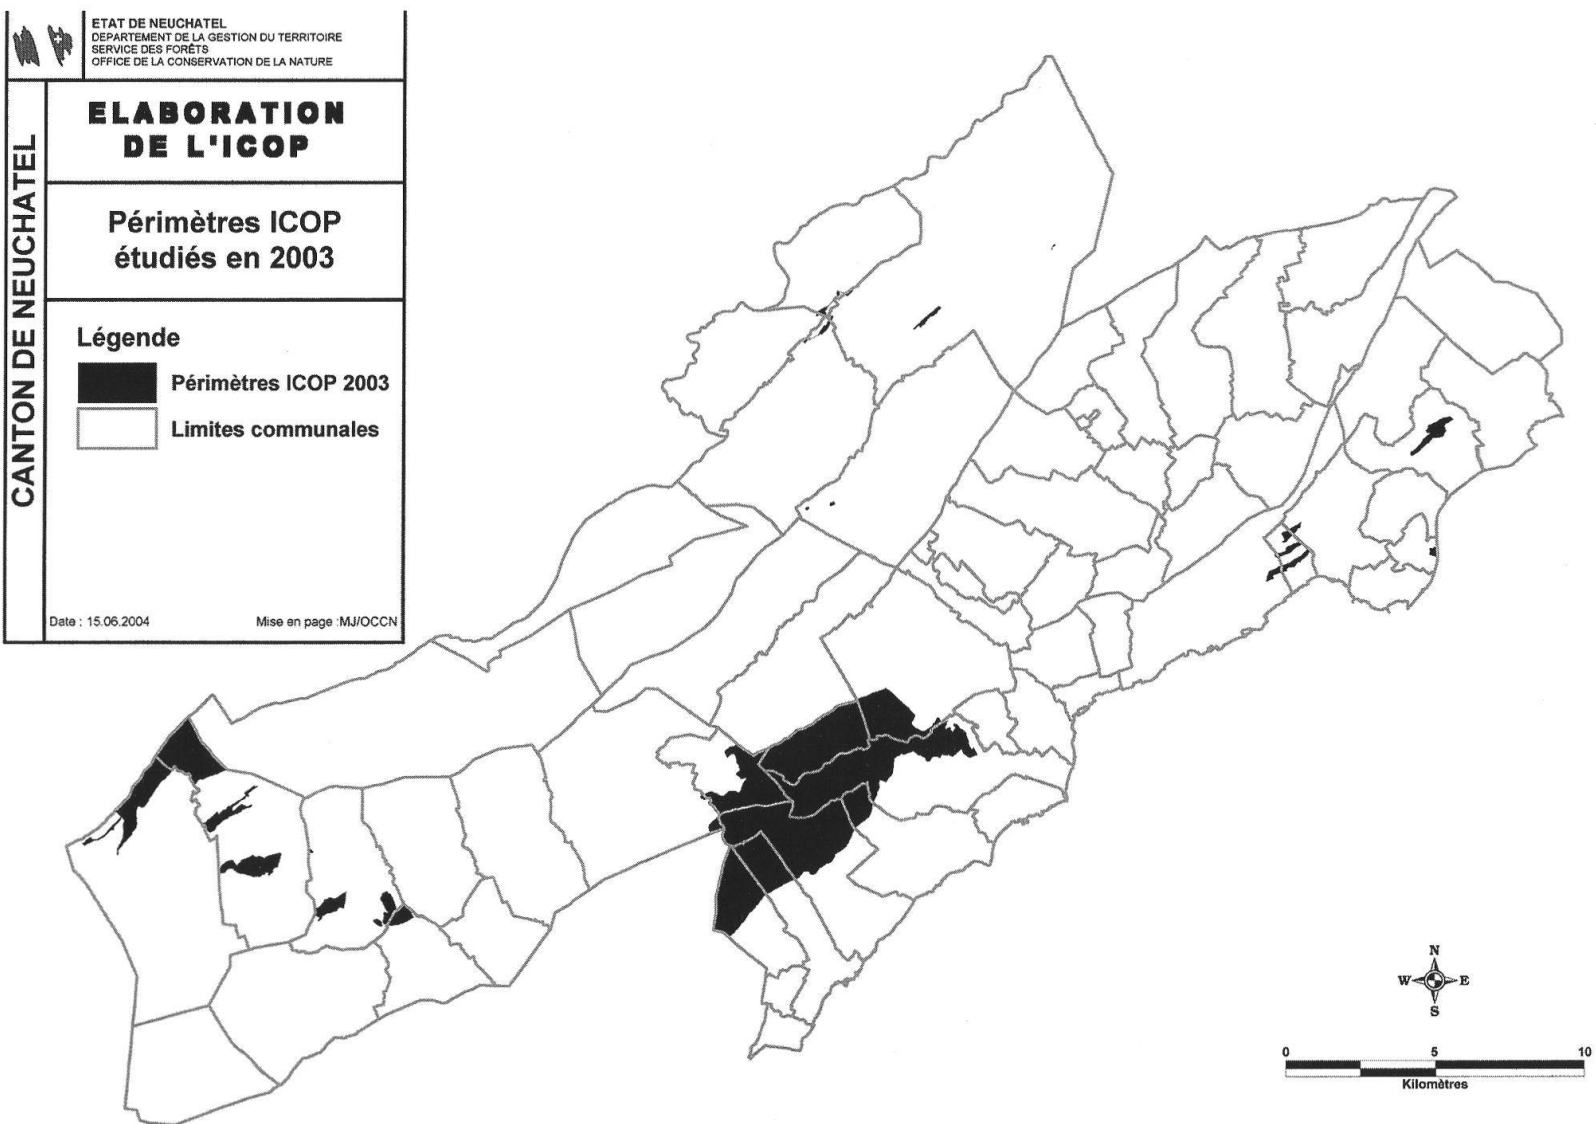 ETAT DE NEUCHATEL
DEPARTEMENT DE LA GESTION DU TERRITOIRE
SERVICE DES FORÊTS
OFFICE DE LA CONSERVATION DE LA NATURE
CANTON DE NEUCHATEL
ELABORATION
DE L'ICOP
Périmètres ICOP
étudiés en 2003
Légende
Périmètres ICOP 2003
Limites communales
Date : 15.06.2004 Mise en page :MJ/OCCN
N
W E
S
0 5 10
Kilomètres